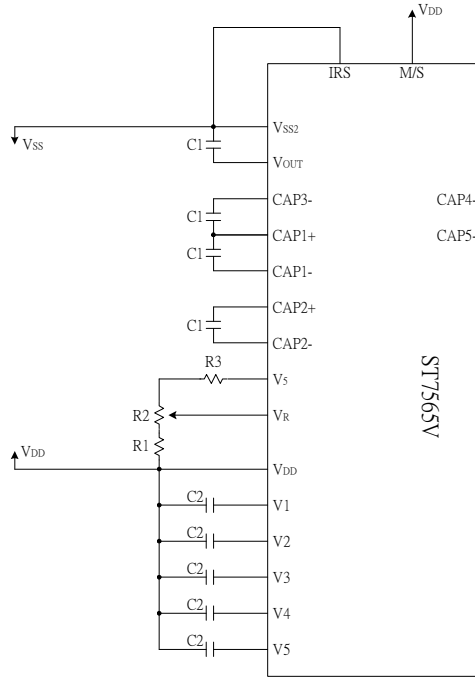 VDD
IRS M/S
VSS
C1
VSS2
VOUT
C1
CAP3-
CAP4-
CAP1+
CAP5-
C1
CAP1-
CAP2+
C1
CAP2-
R3
V5
R2
VR
R1
VDD
VDD
ST7565V
C2
V1
C2
V2
C2
V3
C2
V4
C2
V5